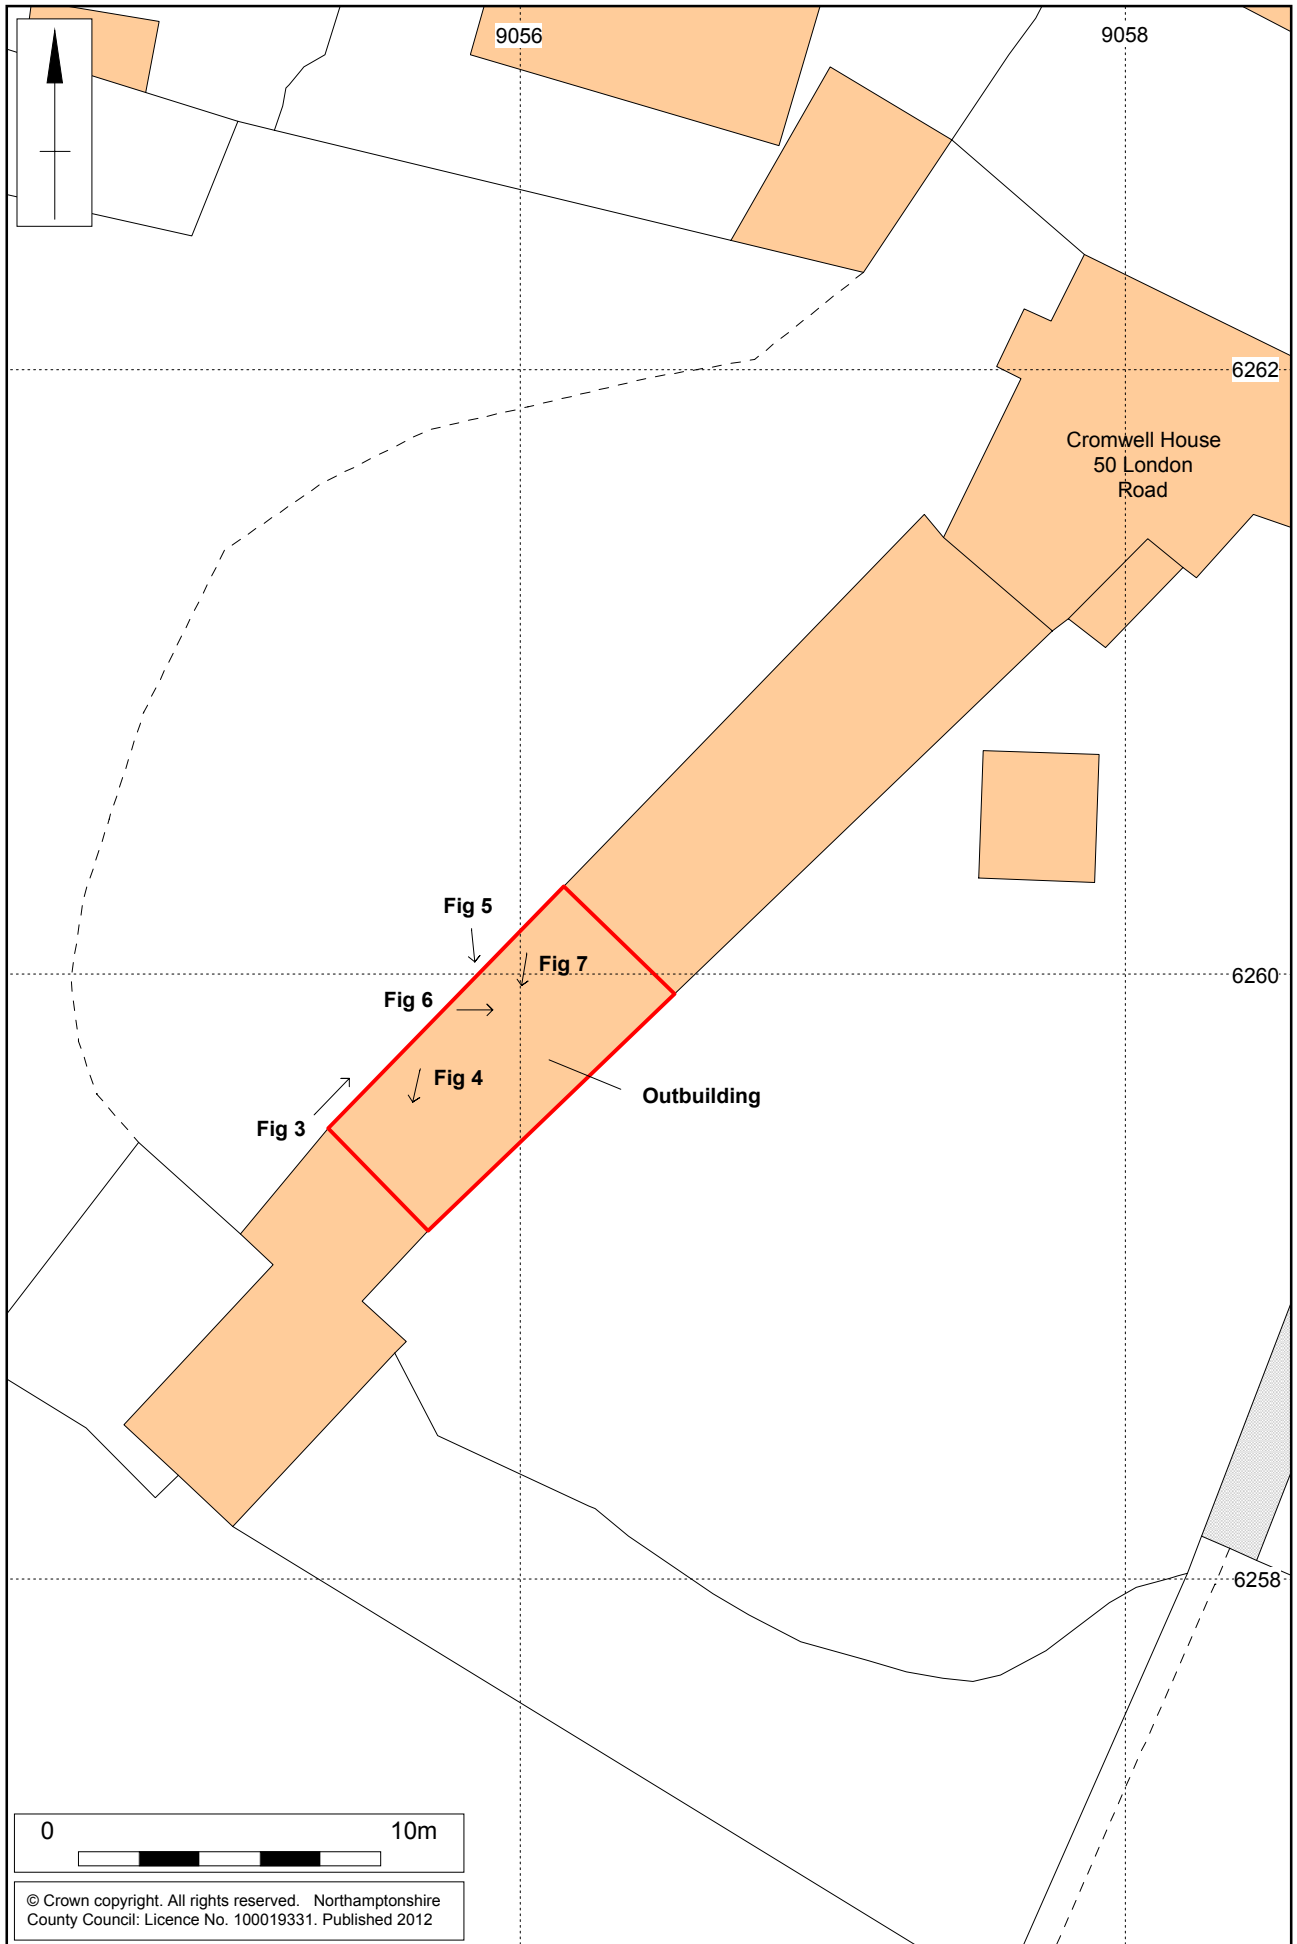 9056
9058
6262
Cromwell House
50 London
Road
Fig 5
Fig 7
6260
Fig 6
Fig 4
Outbuilding
Fig 3
6258
0 10m
© Crown copyright. All rights reserved. Northamptonshire
County Council: Licence No. 100019331. Published 2012